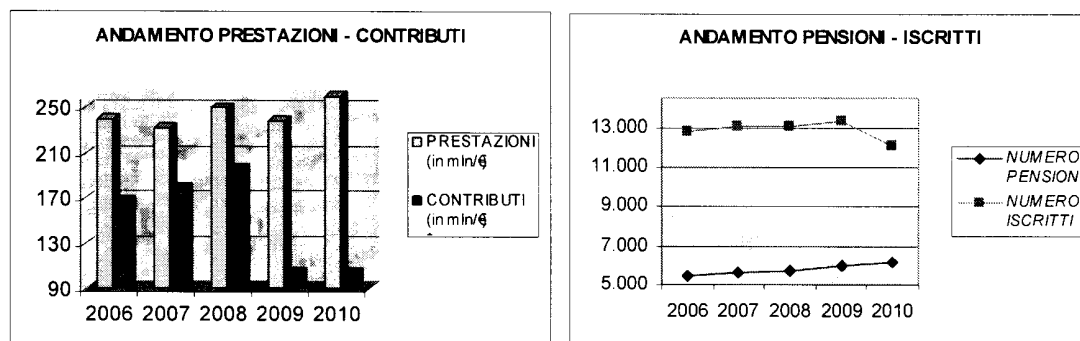 ANDAMENTO PRESTAZIONI - CONTRIBUTI
250
210
170
130
90
2006 2007 2008 2009 2010
PRESTAZIONI
(in mln/€)
CONTRIBUTI
(in mln/€)
ANDAMENTO PENSIONI - ISCRITTI
13.000
11.000
9.000
7.000
5.000
2006 2007 2008 2009 2010
NUMERO
PENSION
NUMERO
ISCRITTI